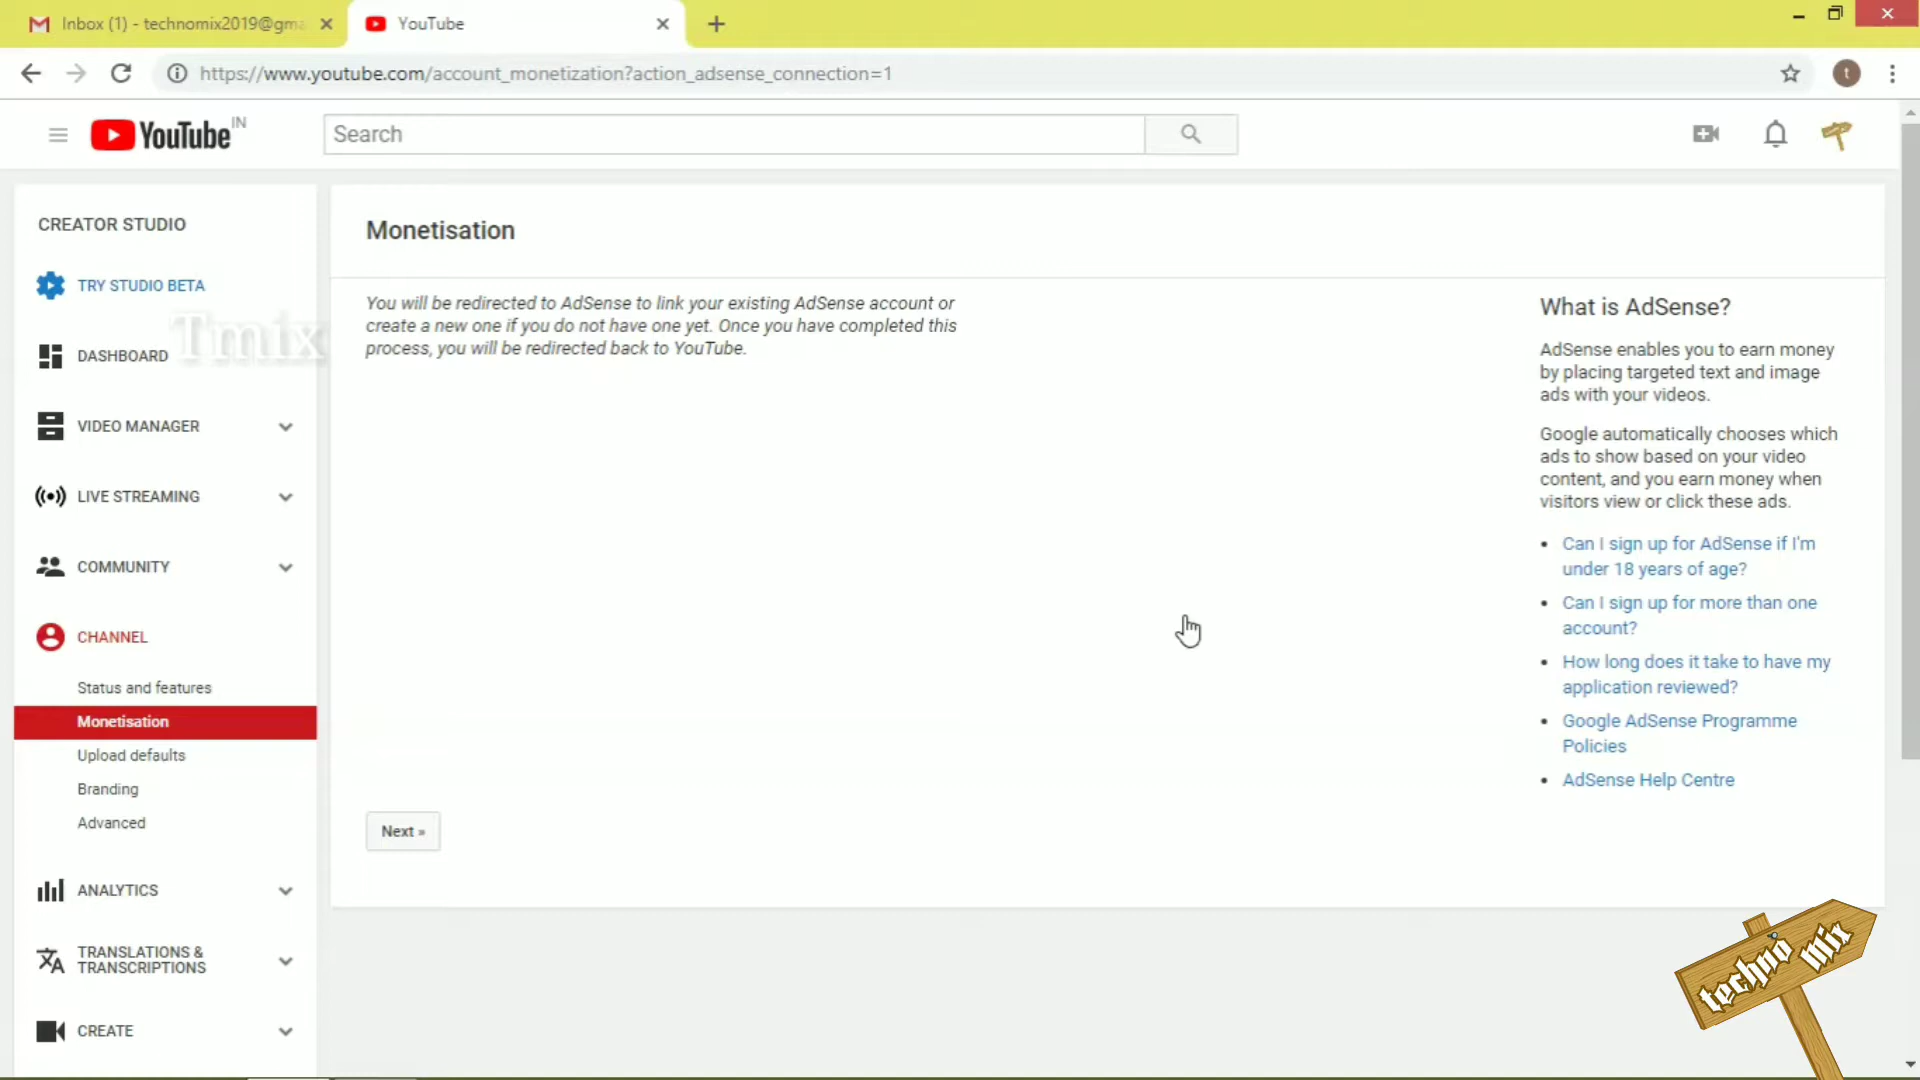 Inbox (1) - technomix2019@gma
YouTube
https://www.youtube.com/account_monetization?action_adsense_connection=1
t
YouTube IN
Search
CREATOR STUDIO
TRY STUDIO BETA
Tmix
DASHBOARD
VIDEO MANAGER
LIVE STREAMING
COMMUNITY
CHANNEL
Status and features
Monetisation
Upload defaults
Branding
Advanced
ANALYTICS
TRANSLATIONS &
TRANSCRIPTIONS
CREATE
Monetisation
You will be redirected to AdSense to link your existing AdSense account or
create a new one if you do not have one yet. Once you have completed this
process, you will be redirected back to YouTube.
Next »
What is AdSense?
AdSense enables you to earn money
by placing targeted text and image
ads with your videos.
Google automatically chooses which
ads to show based on your video
content, and you earn money when
visitors view or click these ads.
• Can I sign up for AdSense if I'm
under 18 years of age?
• Can I sign up for more than one
account?
• How long does it take to have my
application reviewed?
• Google AdSense Programme
Policies
• AdSense Help Centre
techno mix